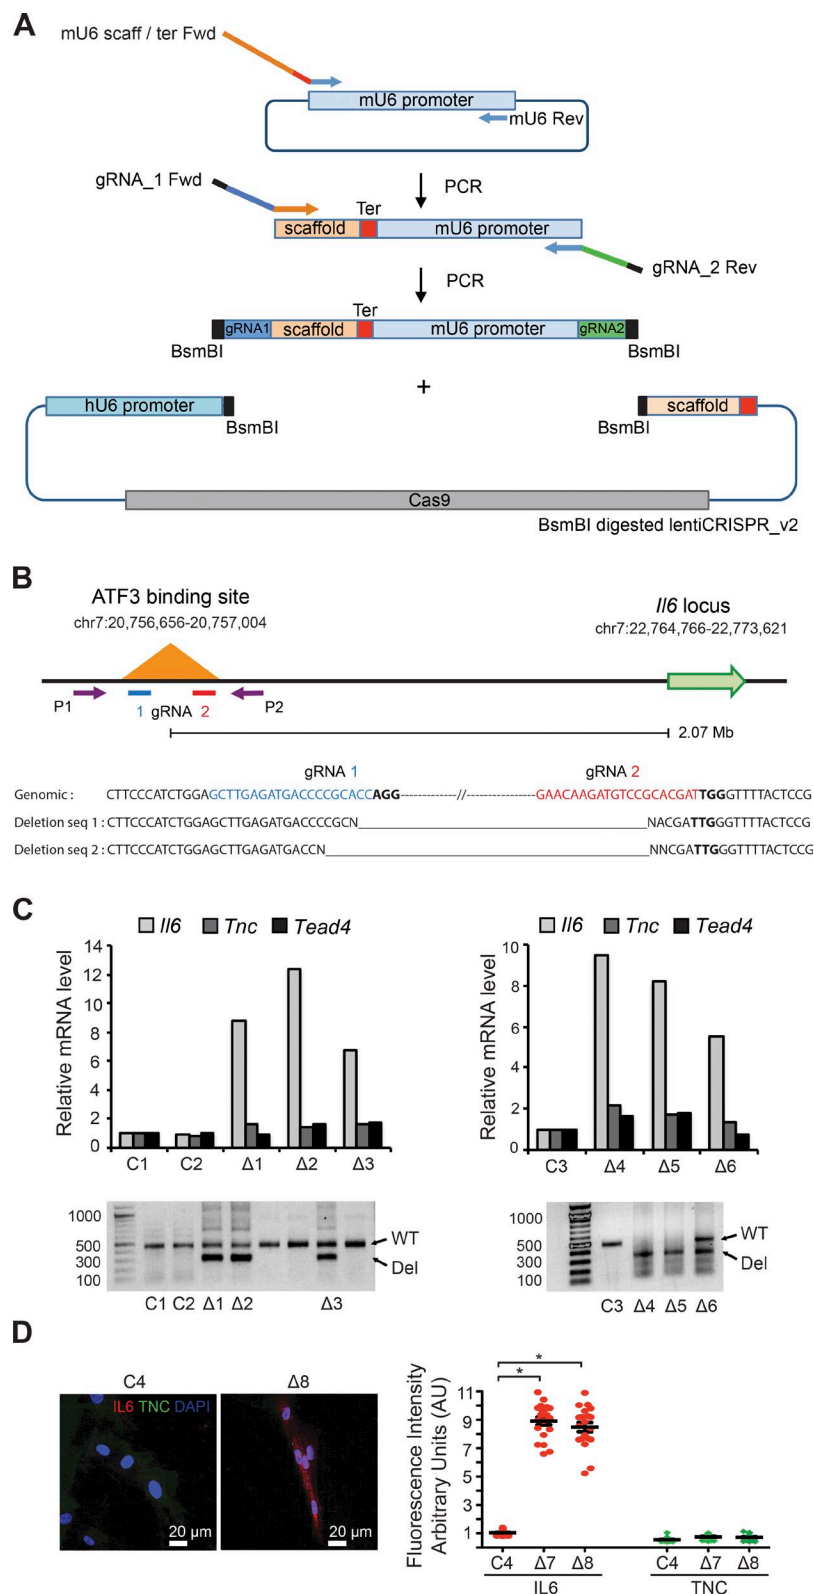 A
mU6 scaff / ter Fwd
mU6 promoter
mU6 Rev
gRNA_1 Fwd
PCR
Ter
scaffold
mU6 promoter
gRNA_2 Rev
PCR
Ter
gRNA1
scaffold
mU6 promoter
gRNA2
BsmBI
BsmBI
+
hU6 promoter
scaffold
BsmBI
BsmBI
Cas9
BsmBI digested lentiCRISPR_v2
B
ATF3 binding site
chr7:20,756,656-20,757,004
Il6 locus
chr7:22,764,766-22,773,621
P1
1 gRNA 2
P2
2.07 Mb
gRNA 1
gRNA 2
Genomic : CTTCCCATCTGGAGCTTGAGATGACCCCGCACCAGG-------------//-----------------GAACAAGATGTCCGCACGATTGGGTTTTACTCCG
Deletion seq 1 : CTTCCCATCTGGAGCTTGAGATGACCCCGCN______NACGATTGGGTTTTACTCCG
Deletion seq 2 : CTTCCCATCTGGAGCTTGAGATGACCN______NNCGATTGGGTTTTACTCCG
C
Il6 Tnc Tead4
Relative mRNA level
14
12
10
8
6
4
2
0
C1 C2 Δ1 Δ2 Δ3
1000
500
300
100
WT
Del
C1 C2 Δ1 Δ2 Δ3
Il6 Tnc Tead4
Relative mRNA level
10
8
6
4
2
0
C3 Δ4 Δ5 Δ6
1000
500
300
100
WT
Del
C3 Δ4 Δ5 Δ6
D
C4
Δ8
IL6 TNC DAPI
20 µm
20 µm
Fluorescence Intensity
Arbitrary Units (AU)
11
9
7
5
3
1
*
*
C4 Δ7 Δ8 C4 Δ7 Δ8
IL6 TNC